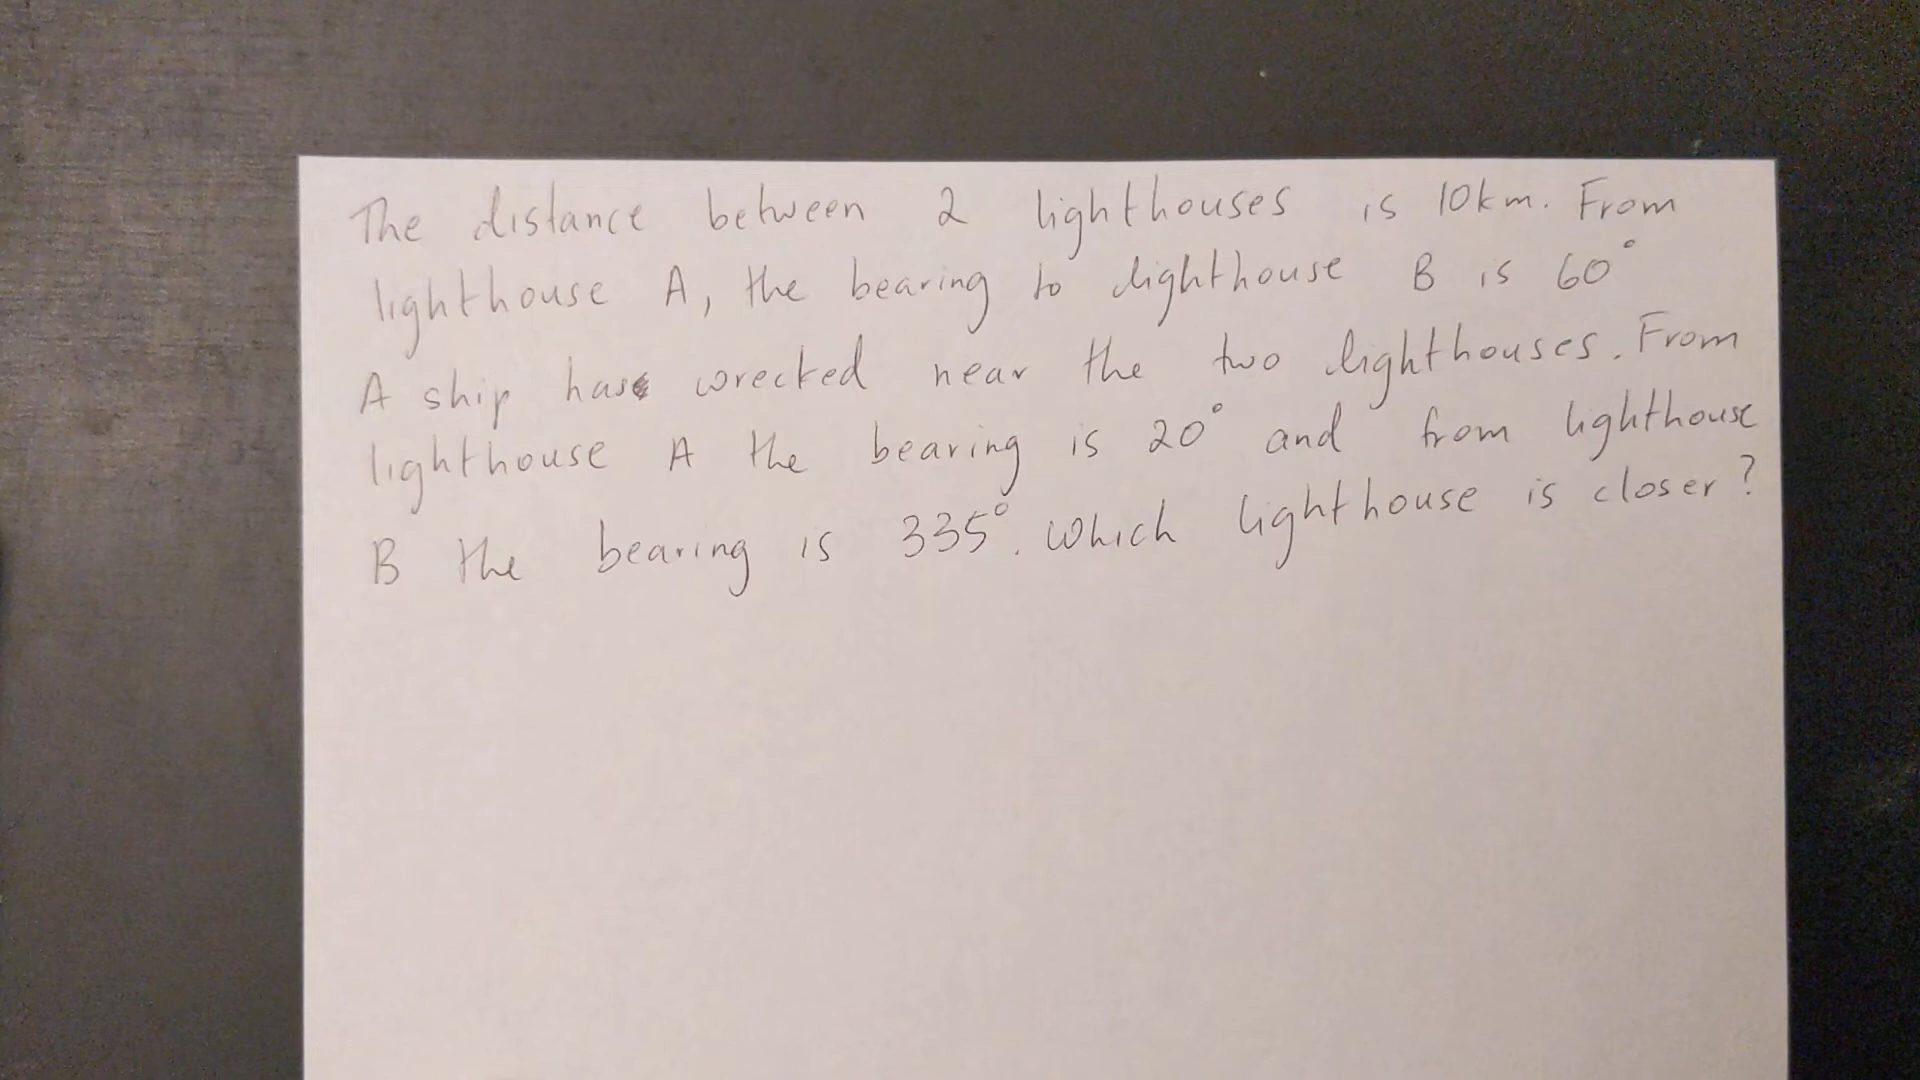 The distance between 2 lighthouses is 10km. From
lighthouse A, the bearing to lighthouse B is 60°
A ship has wrecked near the two lighthouses. From
lighthouse A the bearing is 20° and from lighthouse
B the bearing is 335°. Which lighthouse is closer?